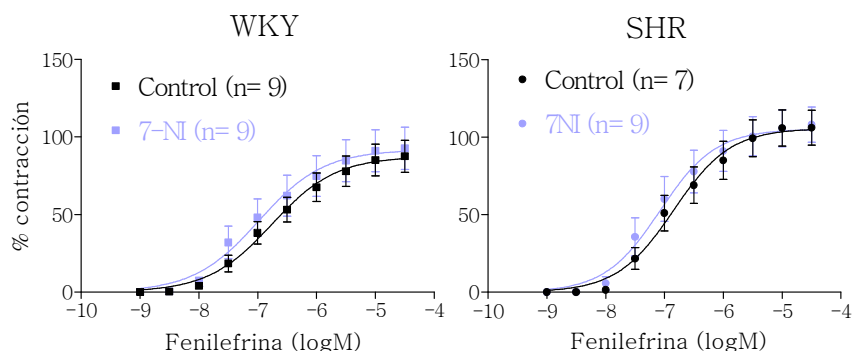 WKY
150
Control (n= 9)
7-NI (n= 9)
100
50
0
% contracción
-10 -9 -8 -7 -6 -5 -4
Fenilefrina (logM)
SHR
150
Control (n= 7)
7NI (n= 9)
100
50
0
-10 -9 -8 -7 -6 -5 -4
Fenilefrina (logM)